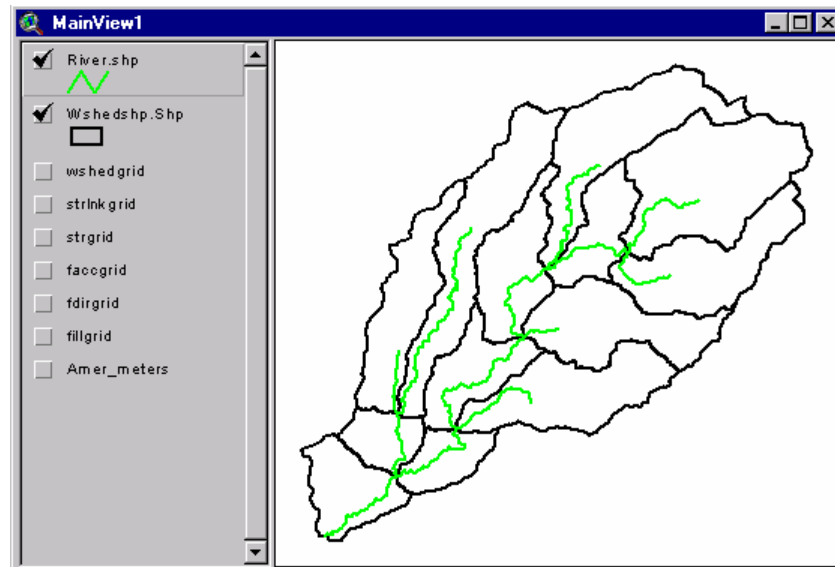 MainView1
River.shp
Wshedshp.Shp
wshedgrid
strlnkgrid
strgrid
faccgrid
fdirgrid
fillgrid
Amer_meters